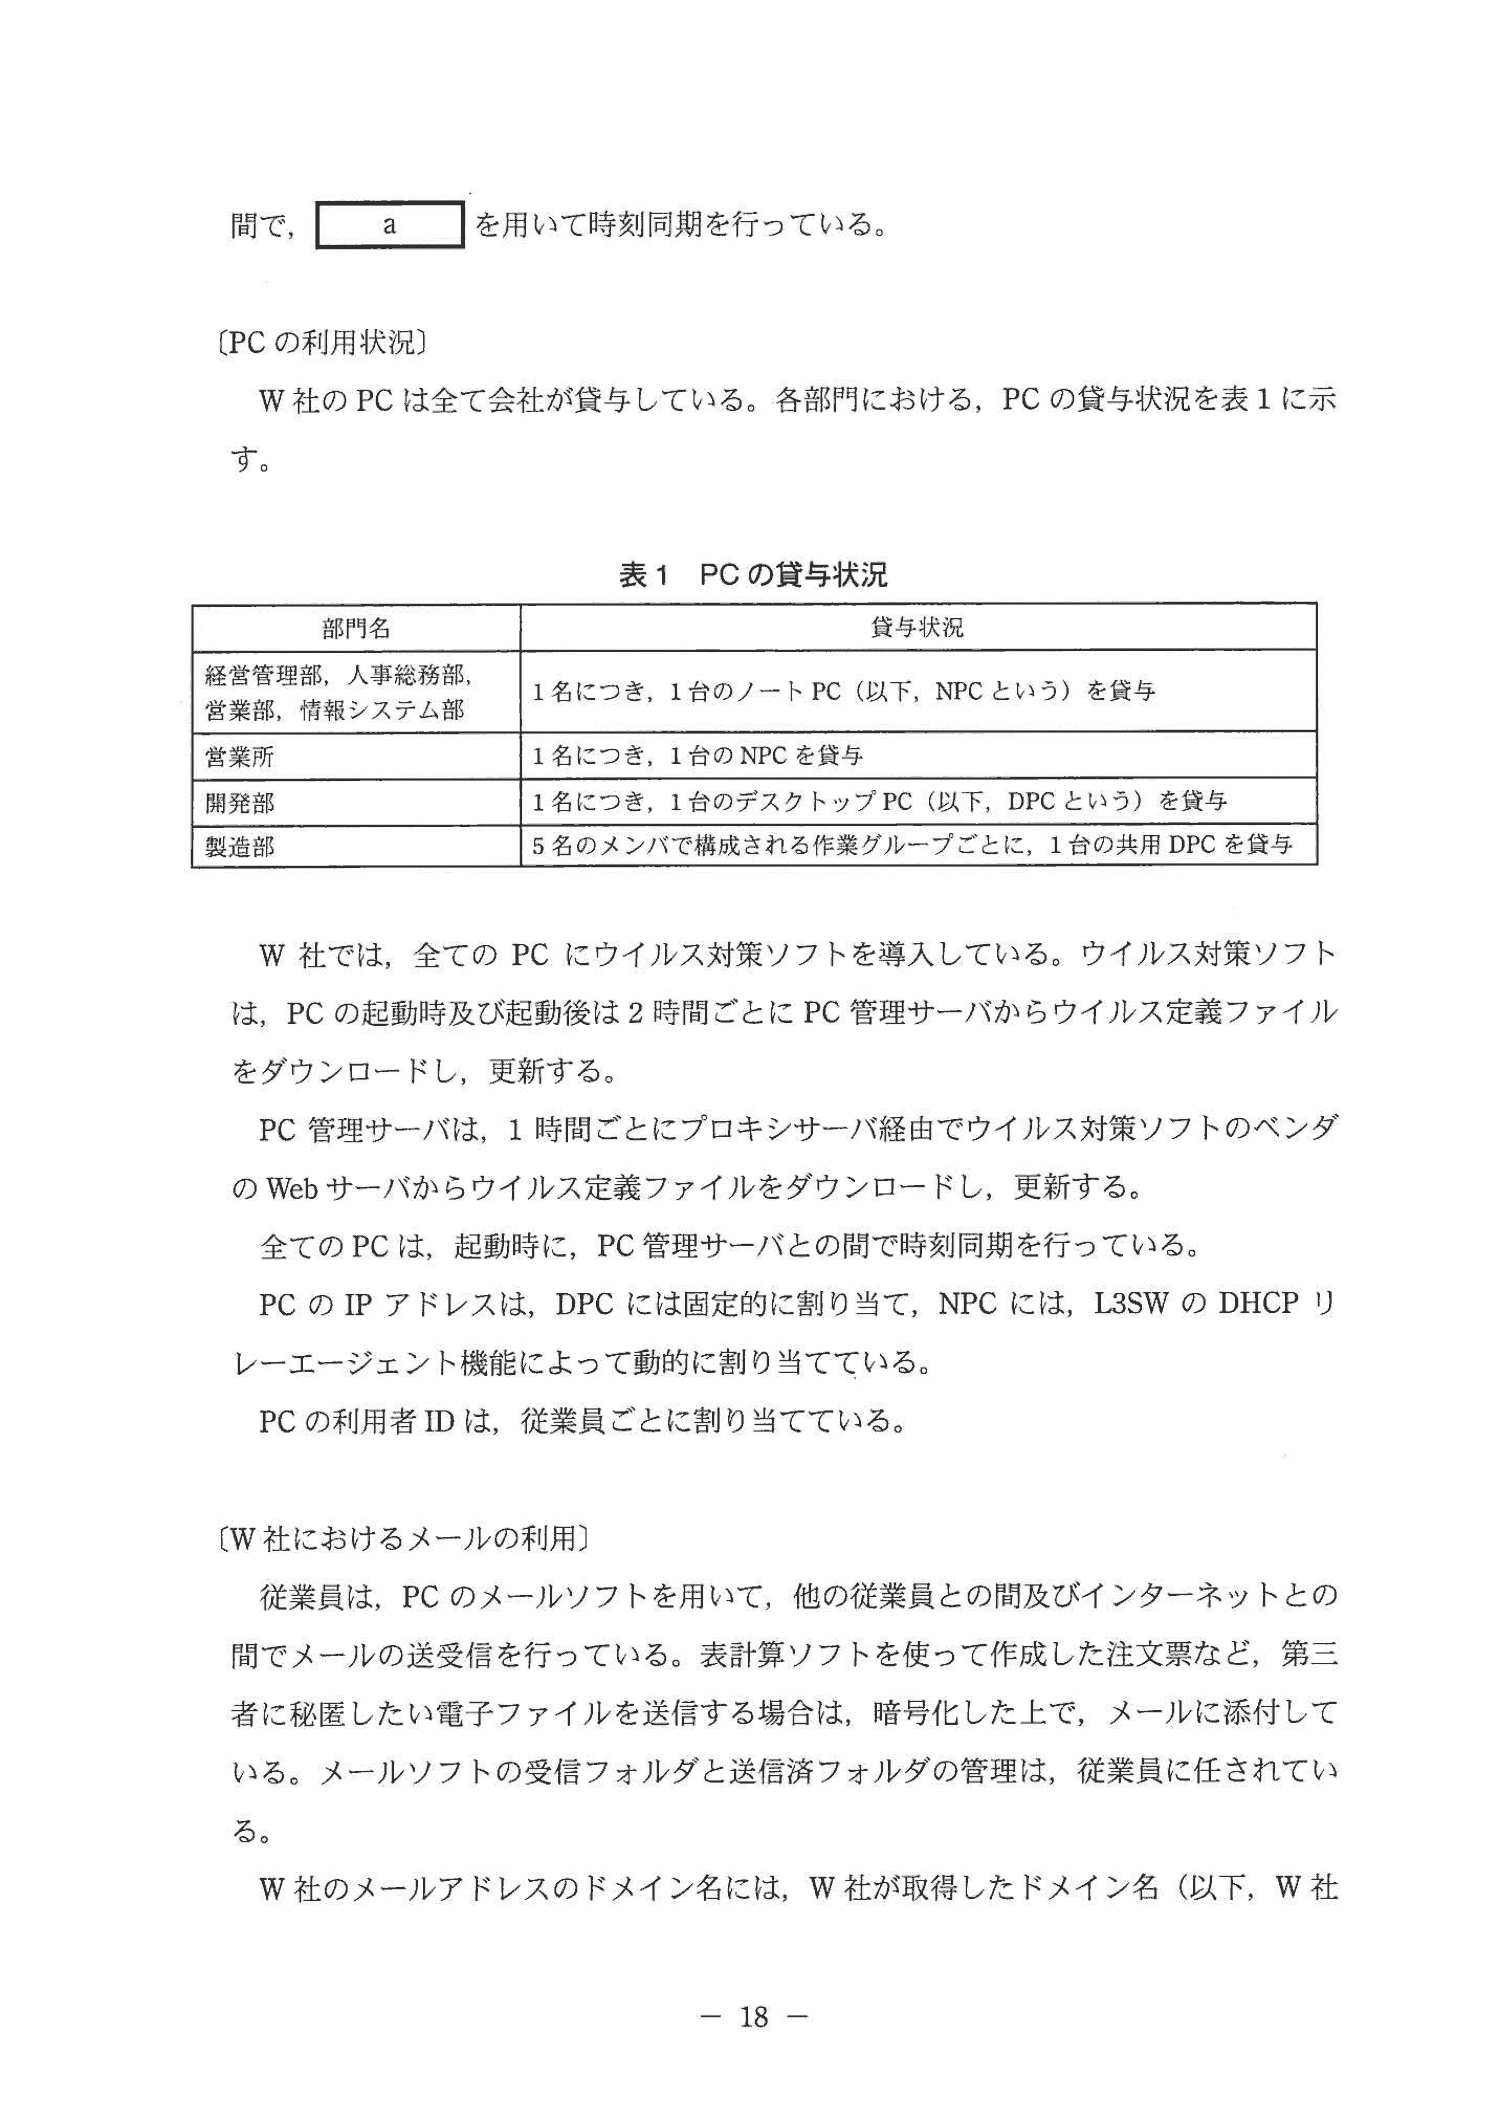 間で, a を用いて時刻同期を行っている。
〔PC の利用状況〕
W 社の PC は全て会社が貸与している。各部門における, PC の貸与状況を表 1 に示
す。
表 1 PC の貸与状況
部門名 貸与状況
経営管理部, 人事総務部,
営業部, 情報システム部 1 名につき, 1 台のノート PC（以下, NPC という）を貸与
営業所 1 名につき, 1 台の NPC を貸与
開発部 1 名につき, 1 台のデスクトップ PC（以下, DPC という）を貸与
製造部 5 名のメンバで構成される作業グループごとに, 1 台の共用 DPC を貸与
W 社では, 全ての PC にウイルス対策ソフトを導入している。ウイルス対策ソフト
は, PC の起動時及び起動後は 2 時間ごとに PC 管理サーバからウイルス定義ファイル
をダウンロードし, 更新する。
PC 管理サーバは, 1 時間ごとにプロキシサーバ経由でウイルス対策ソフトのベンダ
の Web サーバからウイルス定義ファイルをダウンロードし, 更新する。
全ての PC は, 起動時に, PC 管理サーバとの間で時刻同期を行っている。
PC の IP アドレスは, DPC には固定的に割り当て, NPC には, L3SW の DHCP リ
レーエージェント機能によって動的に割り当てている。
PC の利用者 ID は, 従業員ごとに割り当てている。
〔W 社におけるメールの利用〕
従業員は, PC のメールソフトを用いて, 他の従業員との間及びインターネットとの
間でメールの送受信を行っている。表計算ソフトを使って作成した注文票など, 第三
者に秘匿したい電子ファイルを送信する場合は, 暗号化した上で, メールに添付して
いる。メールソフトの受信フォルダと送信済フォルダの管理は, 従業員に任されてい
る。
W 社のメールアドレスのドメイン名には, W 社が取得したドメイン名（以下, W 社
－ 18 －